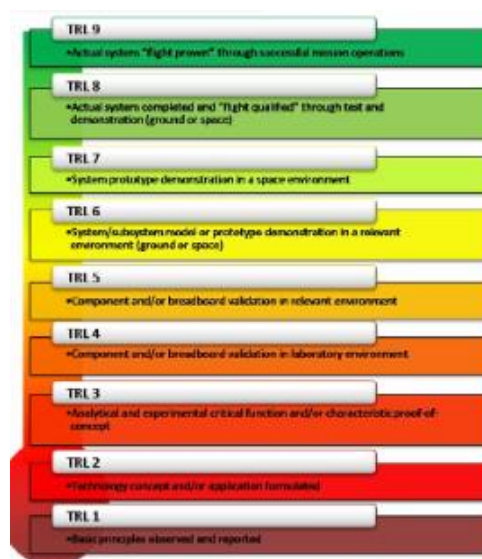 TRL 9
•Actual system "flight proven" through successful mission operations
TRL 8
•Actual system completed and "flight qualified" through test and
demonstration (ground or space)
TRL 7
•System prototype demonstration in a space environment
TRL 6
•System/subsystem model or prototype demonstration in a relevant
environment (ground or space)
TRL 5
•Component and/or breadboard validation in relevant environment
TRL 4
•Component and/or breadboard validation in laboratory environment
TRL 3
•Analytical and experimental critical function and/or characteristic proof-of-
concept
TRL 2
•Technology concept and/or application formulated
TRL 1
•Basic principles observed and reported